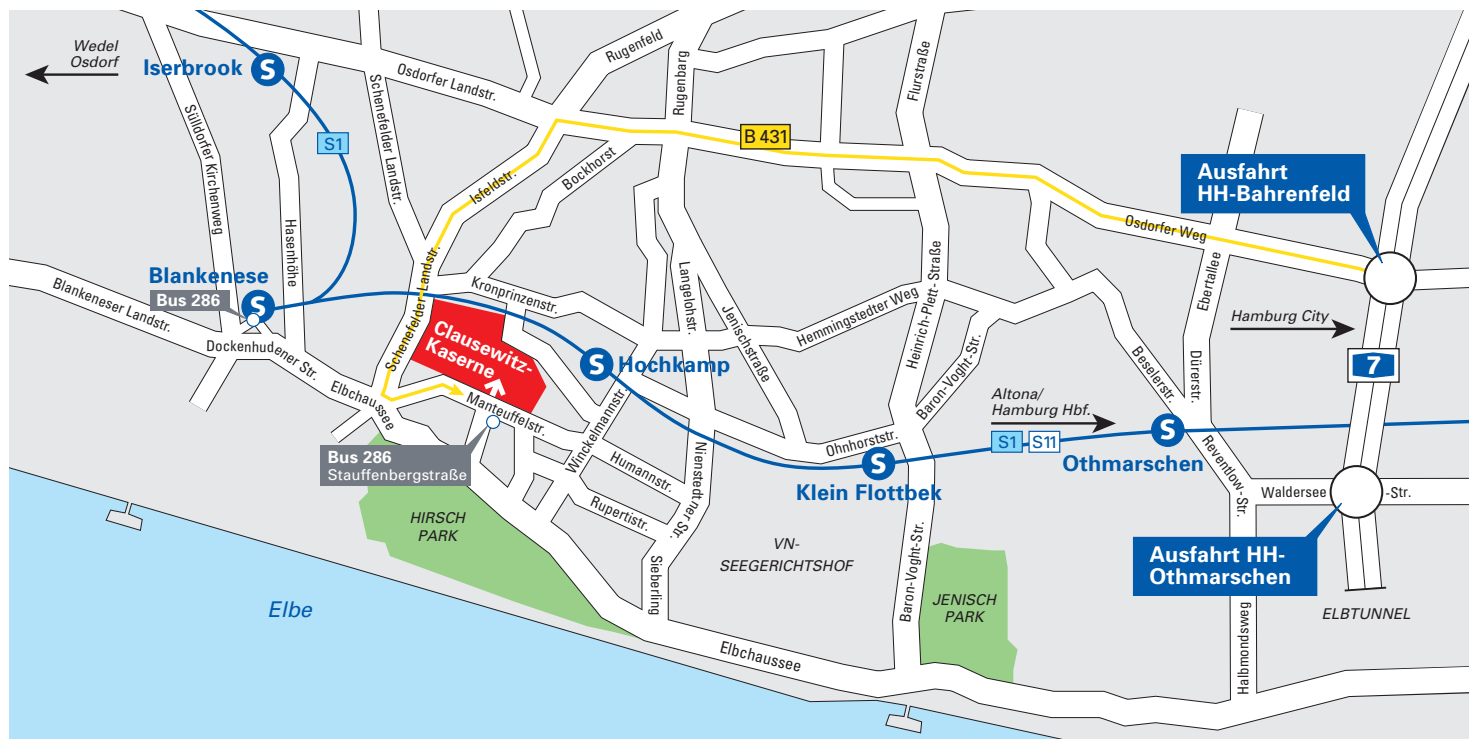 Wedel
Osdorf
Iserbrook
S
S1
Sülldorfer Kirchenweg
Hasenhöhe
Schenefelder Landstr.
Osdorfer Landstr.
Rugenfeld
Rugenbarg
Flurstraße
B 431
Isfeldstr.
Bockhorst
Ausfahrt
HH-Bahrenfeld
Osdorfer Weg
Ebertallee
Blankenese
Bus 286
S
Blankeneser Landstr.
Dockenhudener Str.
Elbchaussee
Schenefelder-Landstr.
Kronprinzenstr.
Langelohstr.
Jenischstraße
Hemmingstedter Weg
Heinrich-Plett-Straße
Baron-Voght-Str.
Hamburg City
7
Clausewitz-
Kaserne
S
Hochkamp
Beselerstr.
Dürerstr.
Altona/
Hamburg Hbf.
S1
S11
S
Othmarschen
Manteuffelstr.
Winckelmannstr.
Ohnhorststr.
S
Klein Flottbek
Bus 286
Stauffenbergstraße
Humannstr.
Rupertistr.
Nienstedt.ner Str.
Reventlow-Str.
Waldersee
-Str.
HIRSCH
PARK
VN-
SEEGERICHTSHOF
Sieberling
Baron-Voght-Str.
JENISCH
PARK
Ausfahrt HH-
Othmarschen
ELBTUNNEL
Halbmondsweg
Elbe
Elbchaussee